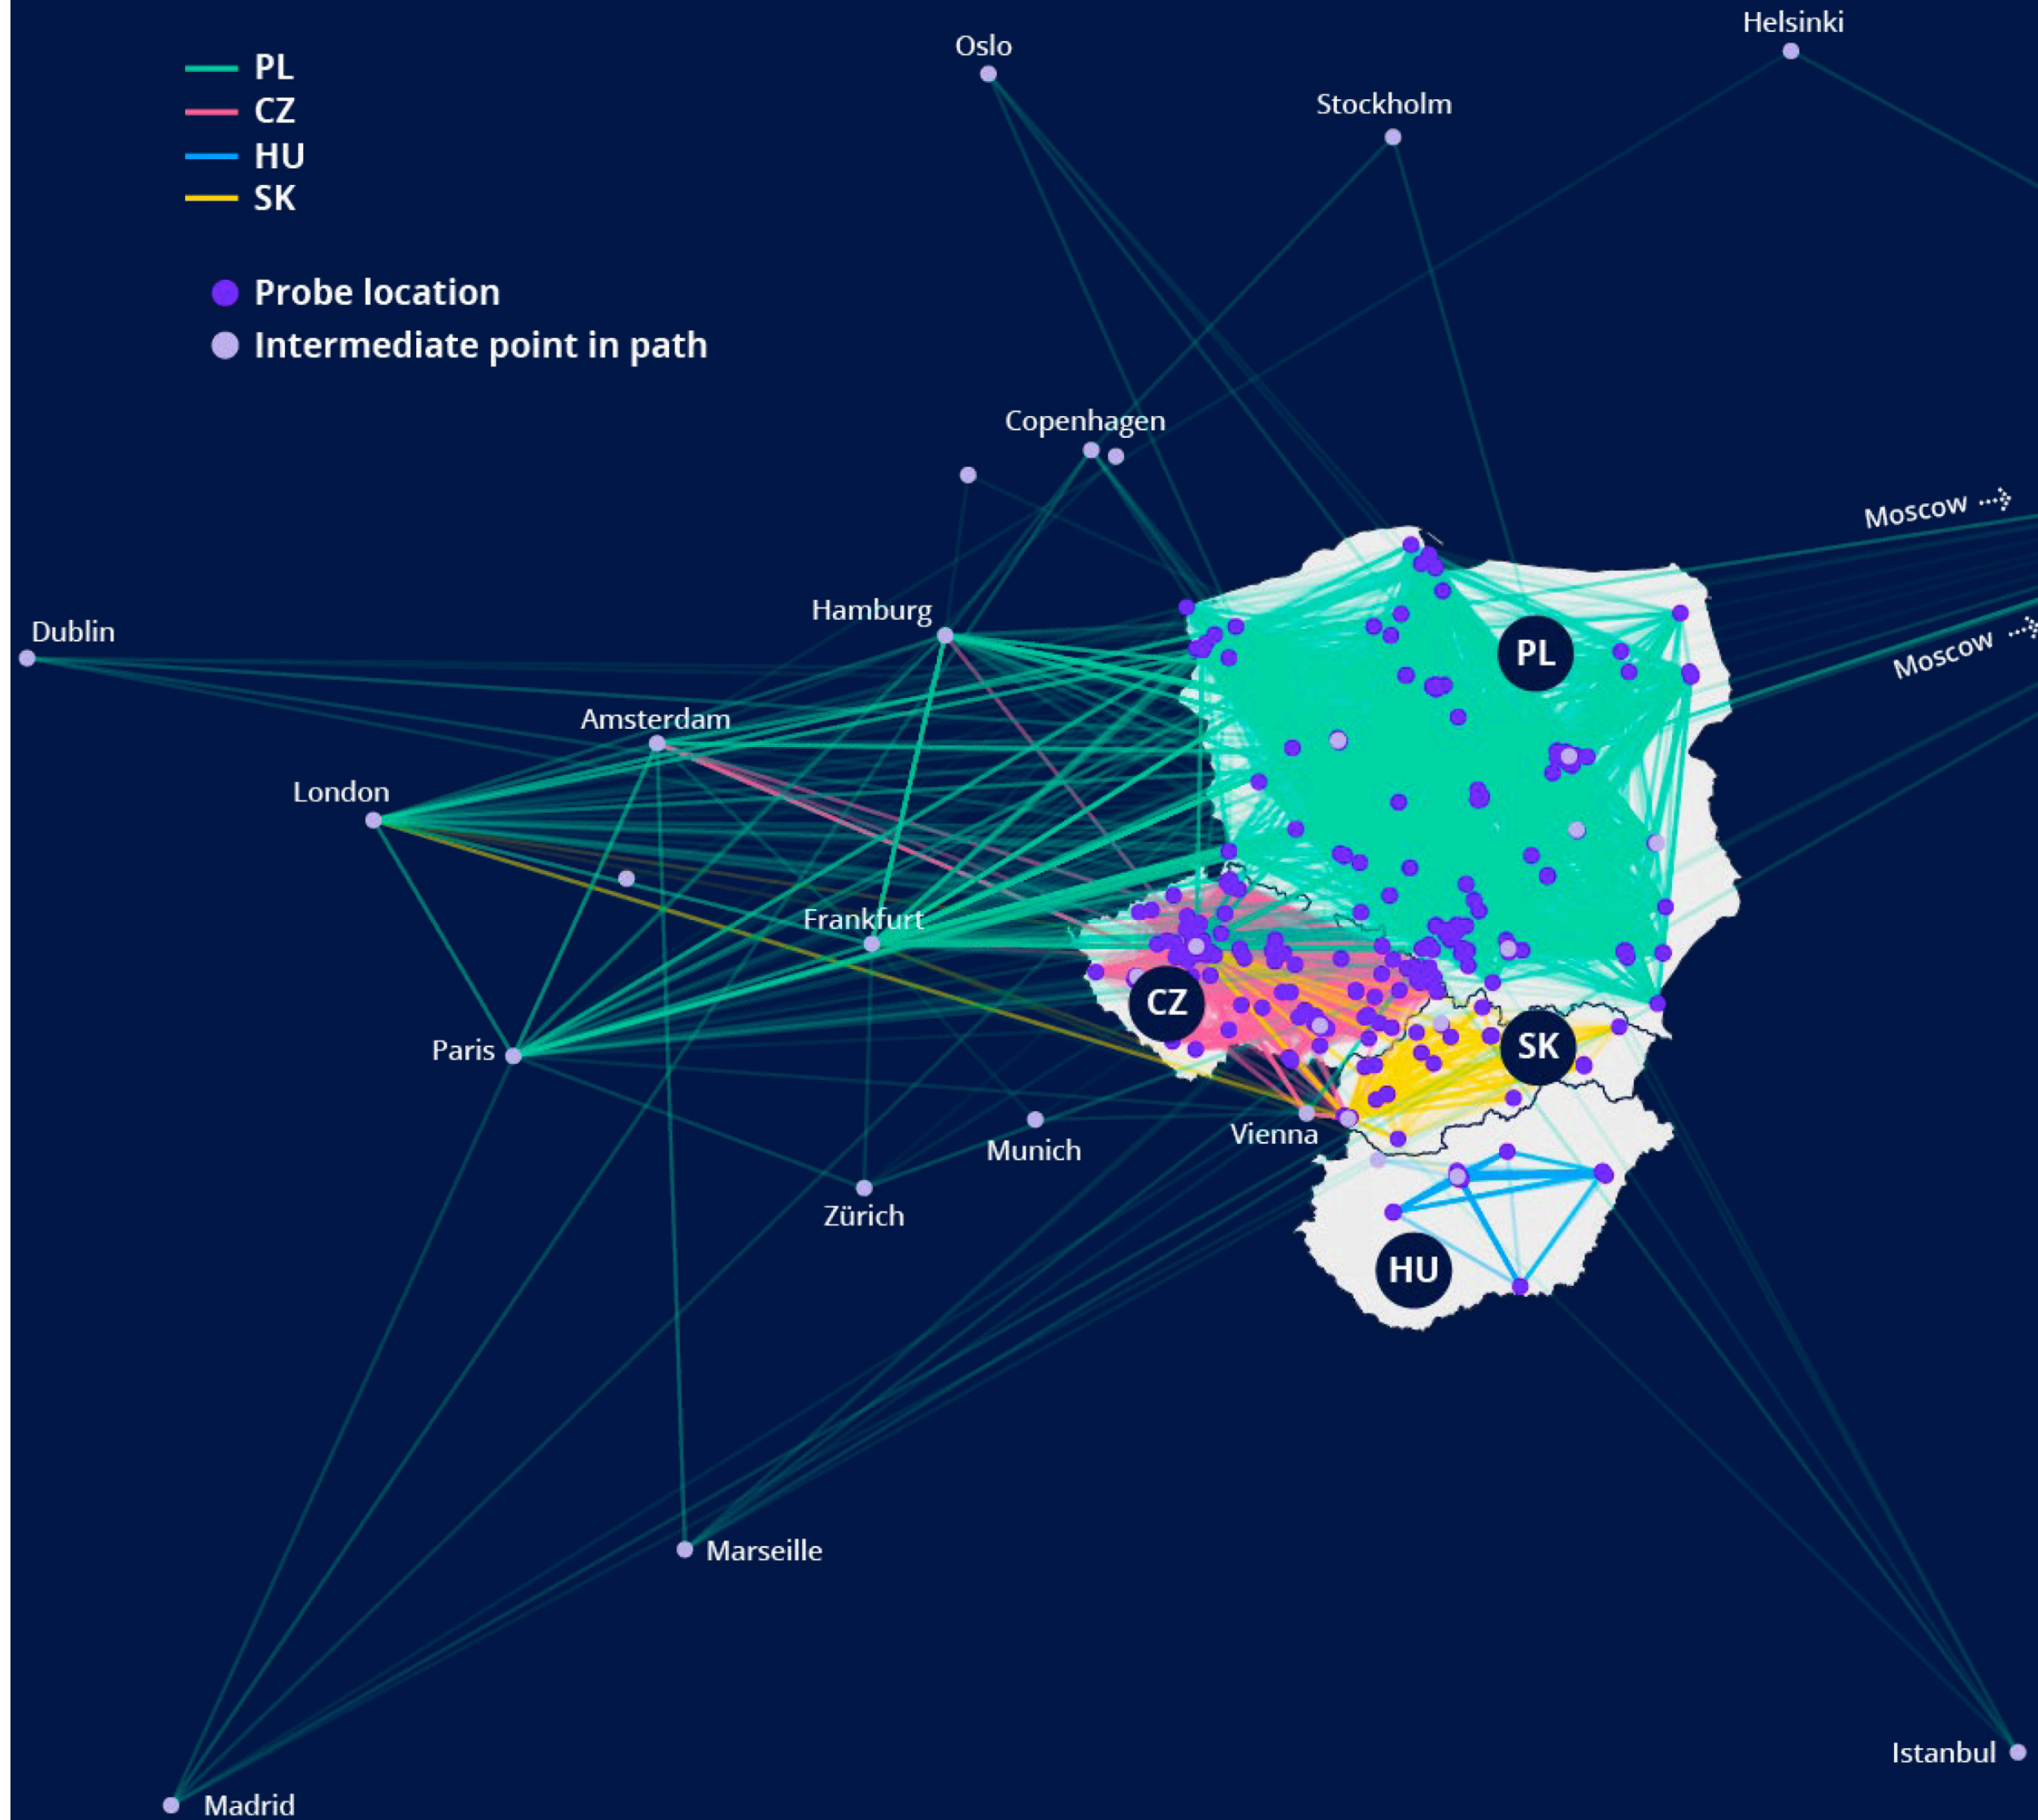 Helsinki
Oslo
PL
Stockholm
CZ
HU
SK
Probe location
Intermediate point in path
Copenhagen
Moscow
Hamburg
Dublin
PL
Moscow
Amsterdam
London
Frankfurt
CZ
Paris
SK
Vienna
Munich
Zürich
HU
Marseille
Istanbul
Madrid